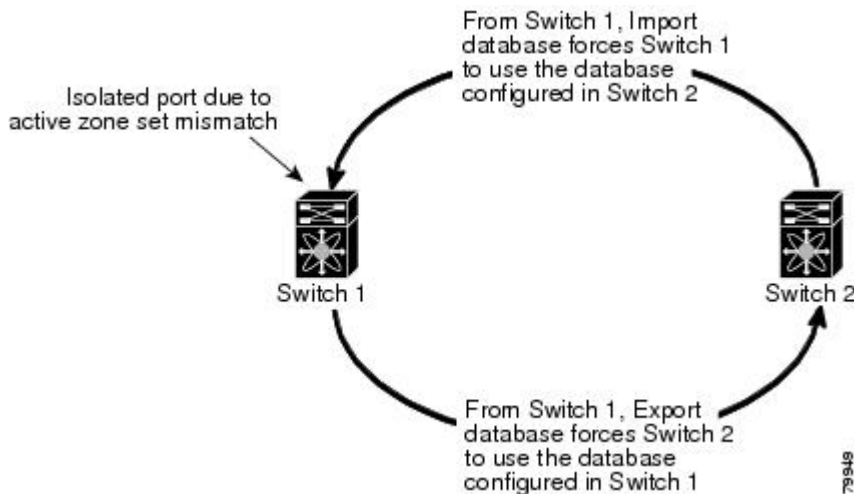 From Switch 1, Import
database forces Switch 1
to use the database
configured in Switch 2
Isolated port due to
active zone set mismatch
Switch 1
Switch 2
From Switch 1, Export
database forces Switch 2
to use the database
configured in Switch 1
79949